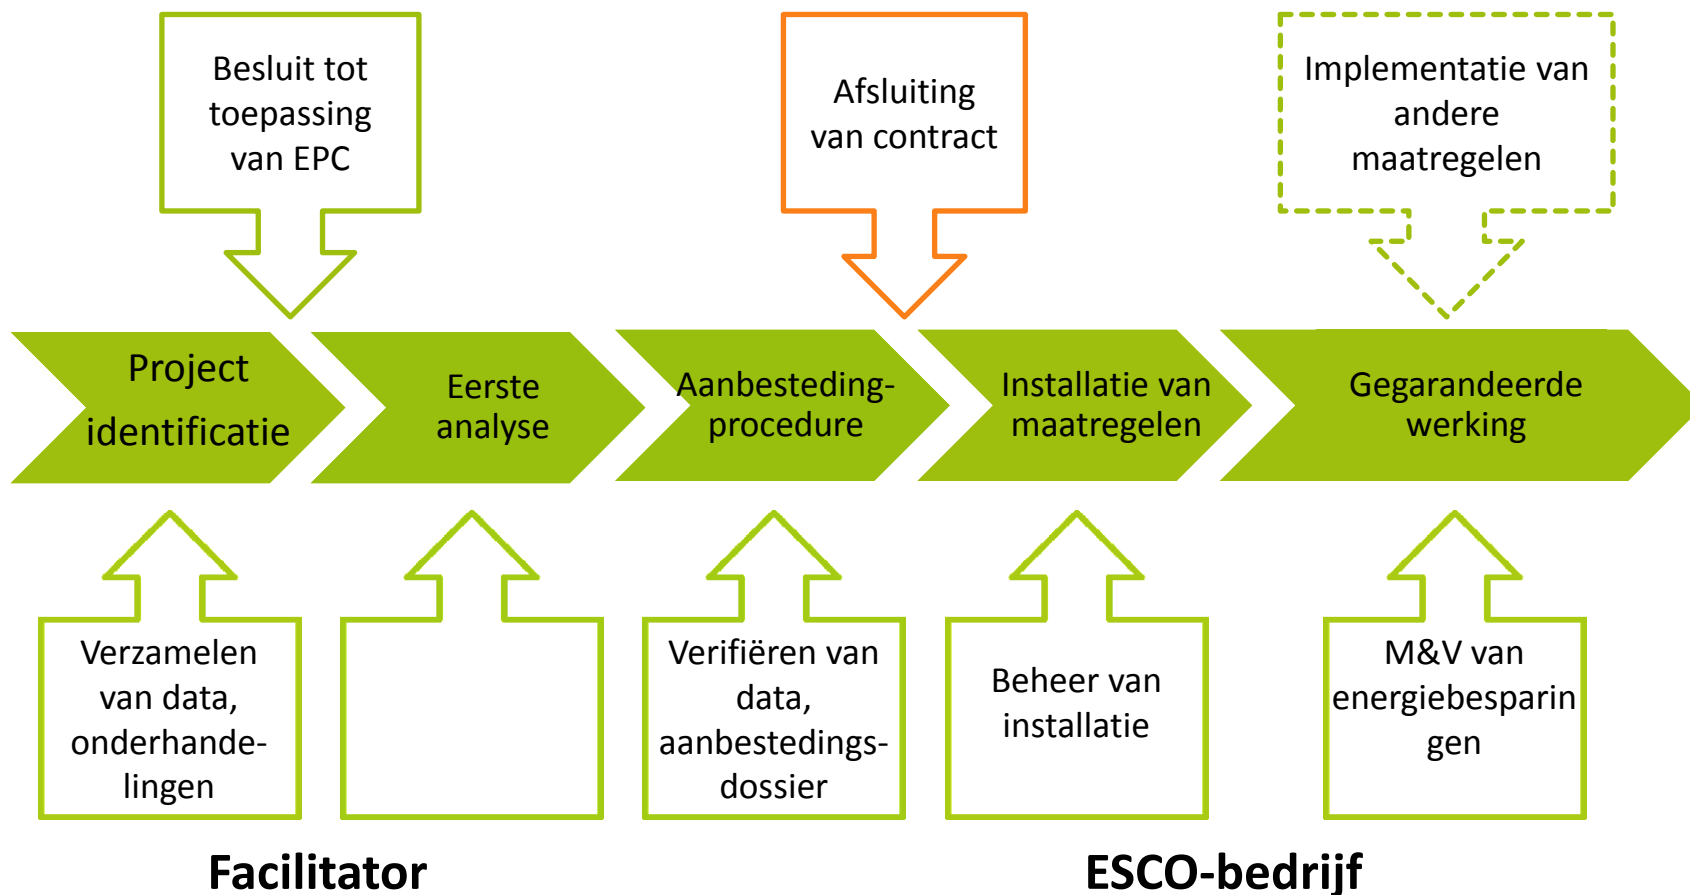 Besluit tot
toepassing
van EPC
Afsluiting
van contract
Implementatie van
andere
maatregelen
Project
identificatie
Eerste
analyse
Aanbesteding-
procedure
Installatie van
maatregelen
Gegarandeerde
werking
Verzamelen
van data,
onderhande-
lingen
Verifiëren van
data,
aanbestedings-
dossier
Beheer van
installatie
M&V van
energiebesparin
gen
Facilitator
ESCO-bedrijf